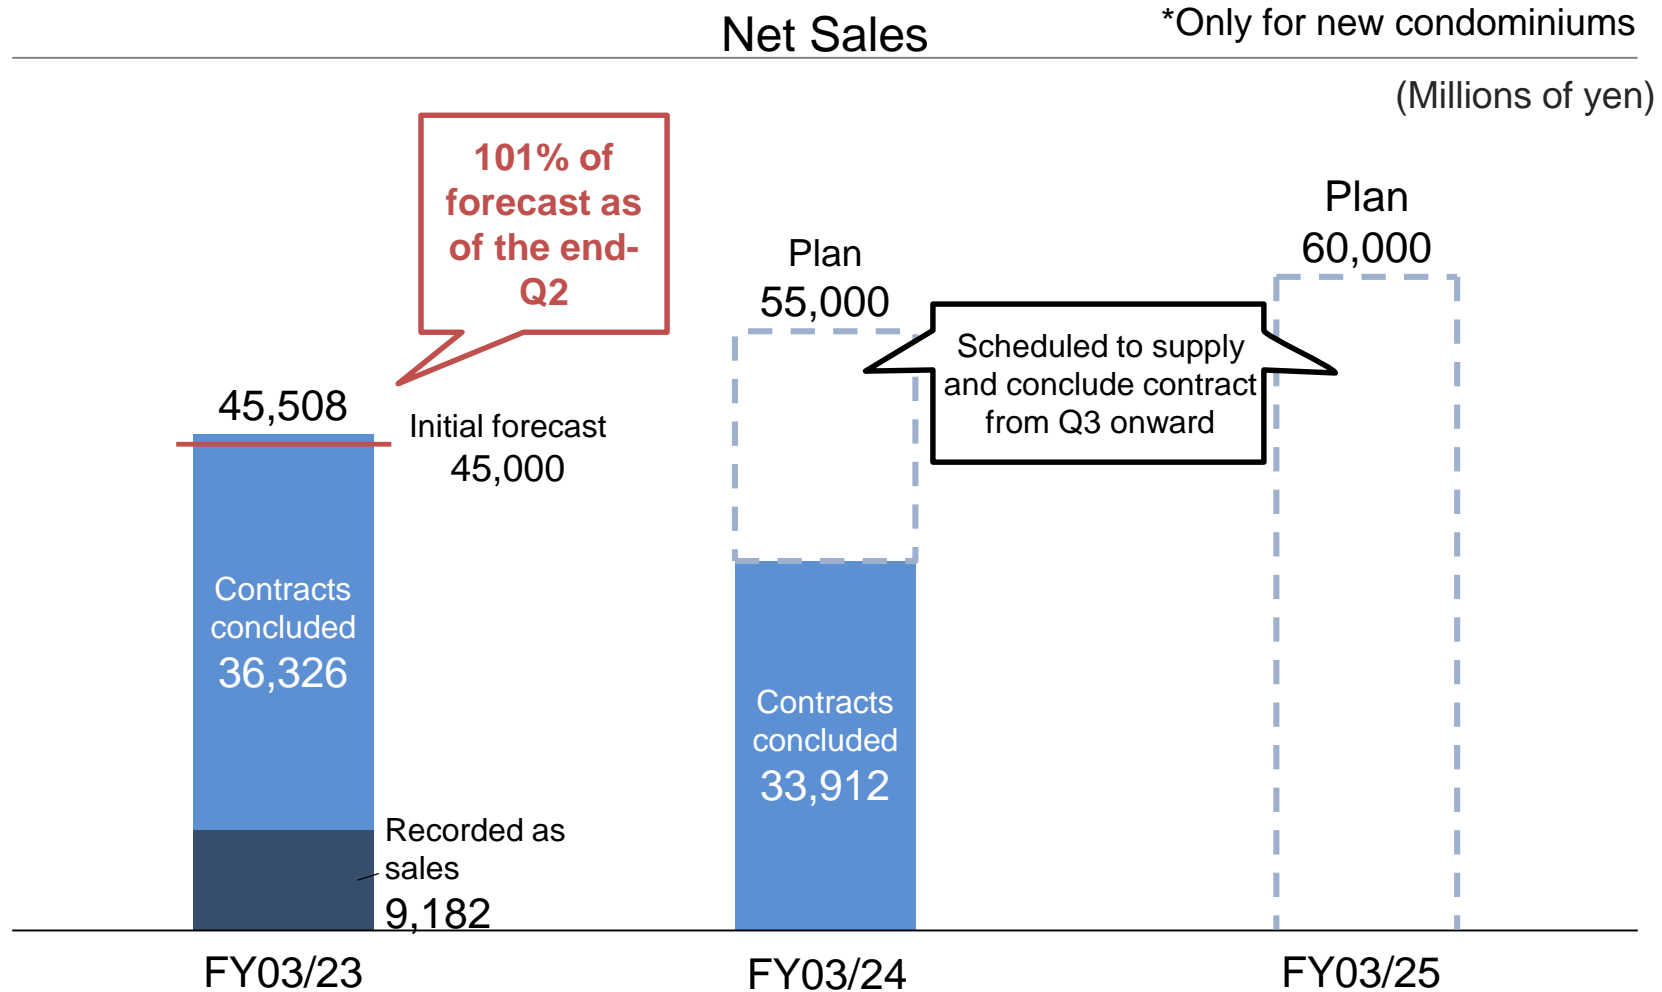 Net Sales
*Only for new condominiums
(Millions of yen)
101% of
forecast as
of the end-
Q2
45,508
Initial forecast
45,000
Contracts
concluded
36,326
Recorded as
sales
9,182
Plan
55,000
Scheduled to supply
and conclude contract
from Q3 onward
Contracts
concluded
33,912
Plan
60,000
FY03/23
FY03/24
FY03/25